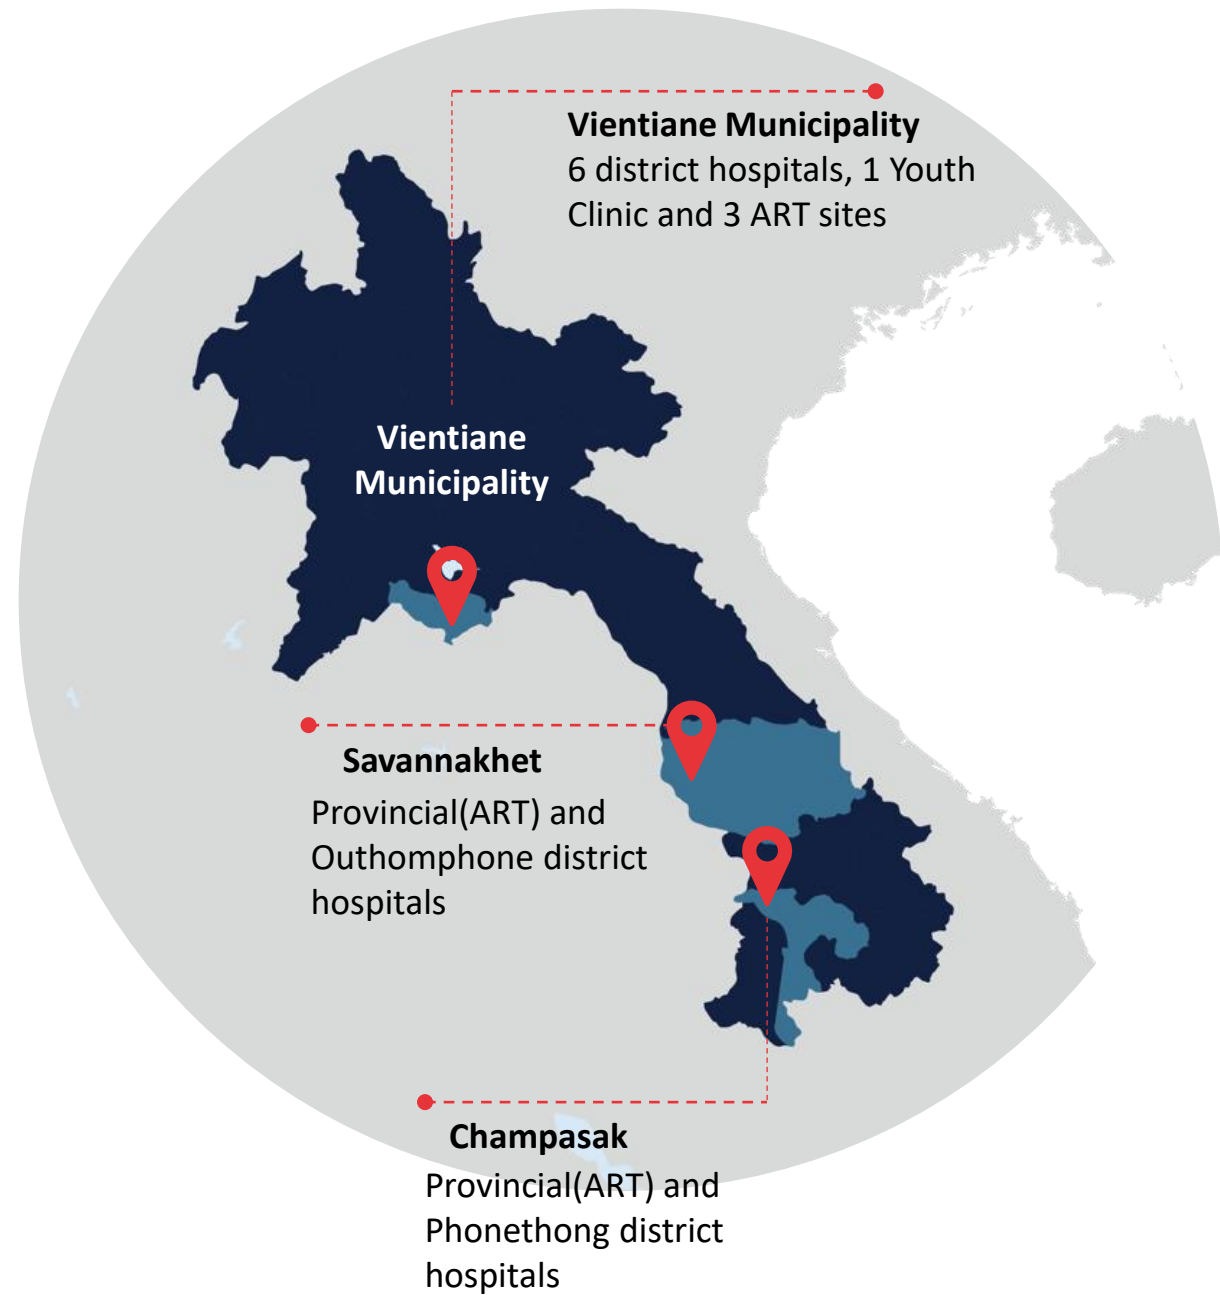 Vientiane Municipality
6 district hospitals, 1 Youth
Clinic and 3 ART sites
Vientiane
Municipality
Savannakhet
Provincial(ART) and
Outhomphone district
hospitals
Champasak
Provincial(ART) and
Phonethong district
hospitals